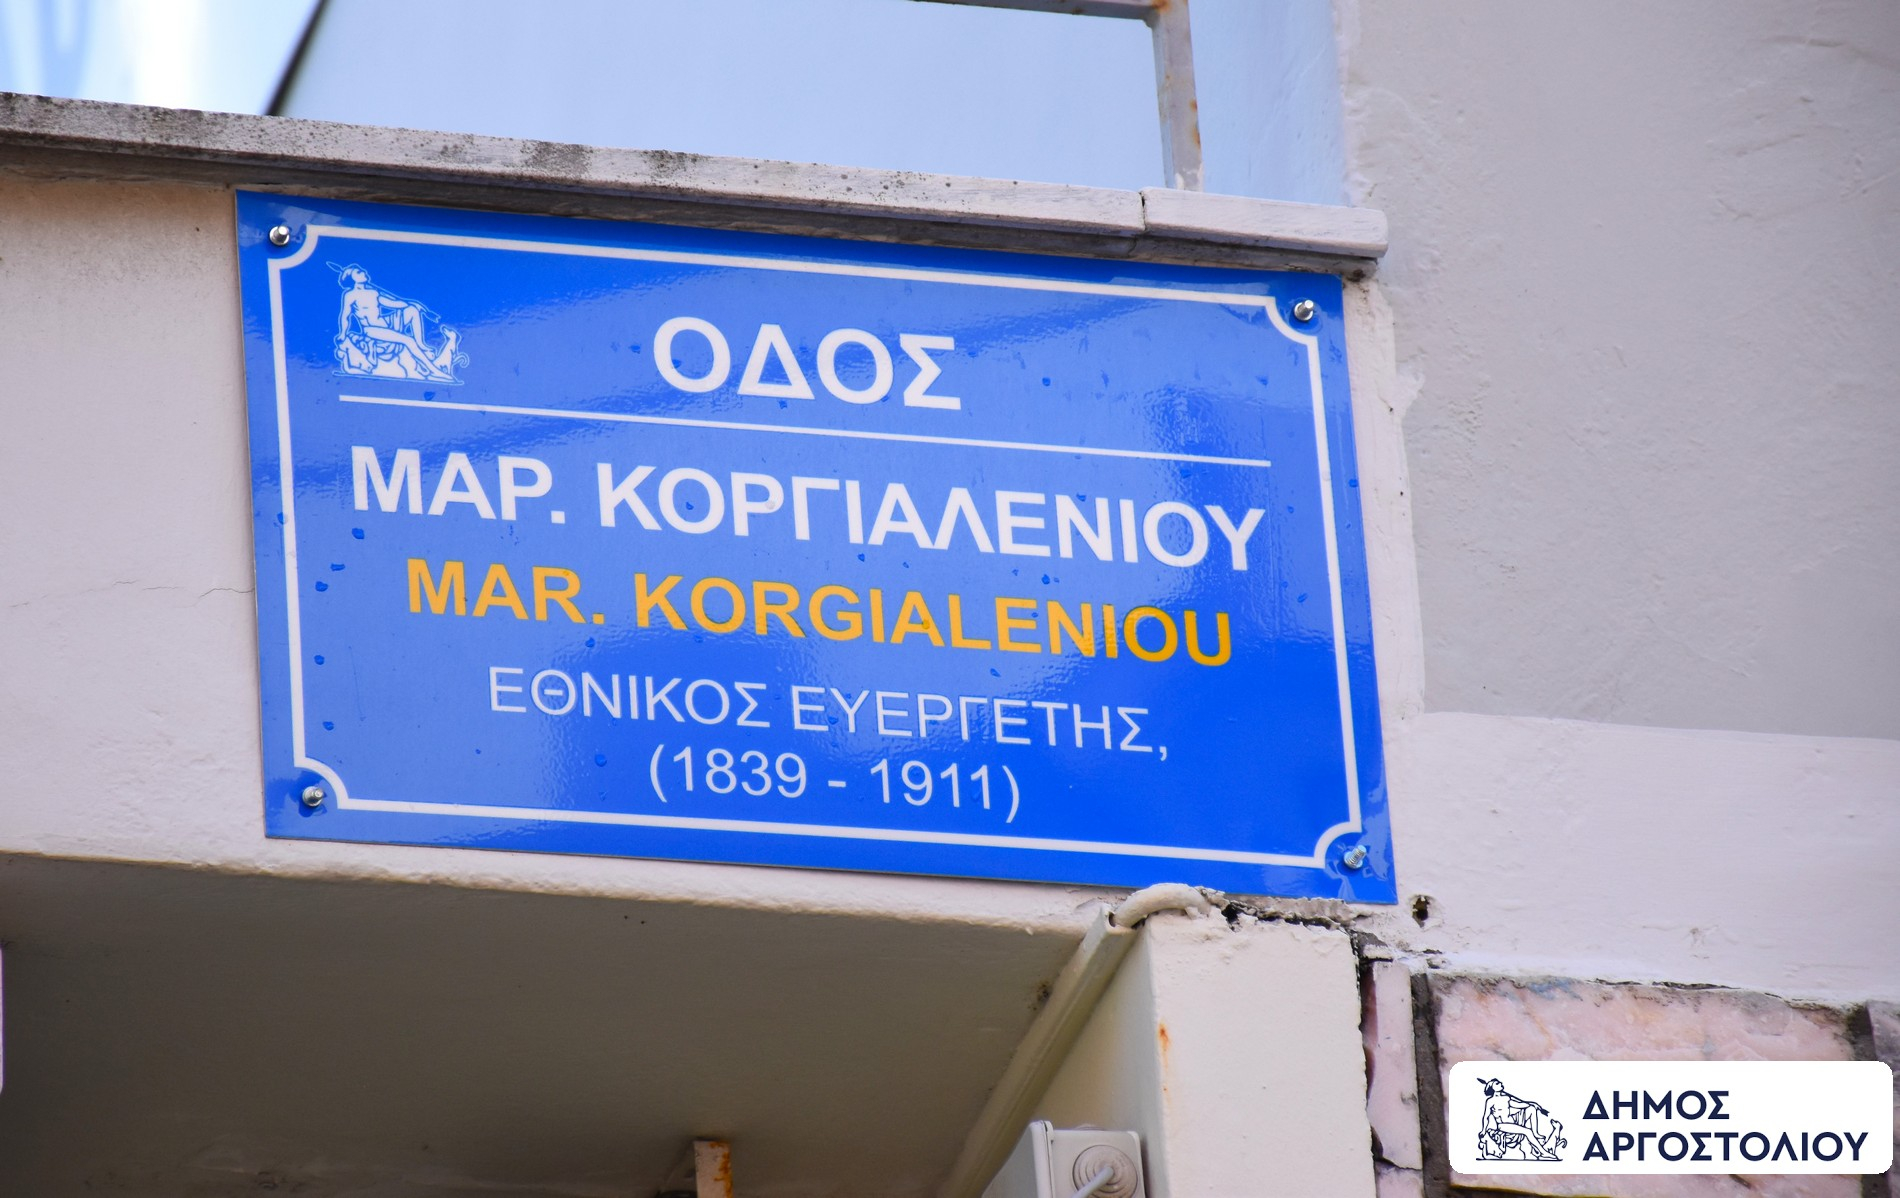 ΟΔΟΣ
ΜΑΡ. ΚΟΡΓΙΑΛΕΝΙΟΥ
MAR. KORGIALENIOU
ΕΘΝΙΚΟΣ ΕΥΕΡΓΕΤΗΣ,
(1839 - 1911)
ΔΗΜΟΣ
ΑΡΓΟΣΤΟΛΙΟΥ